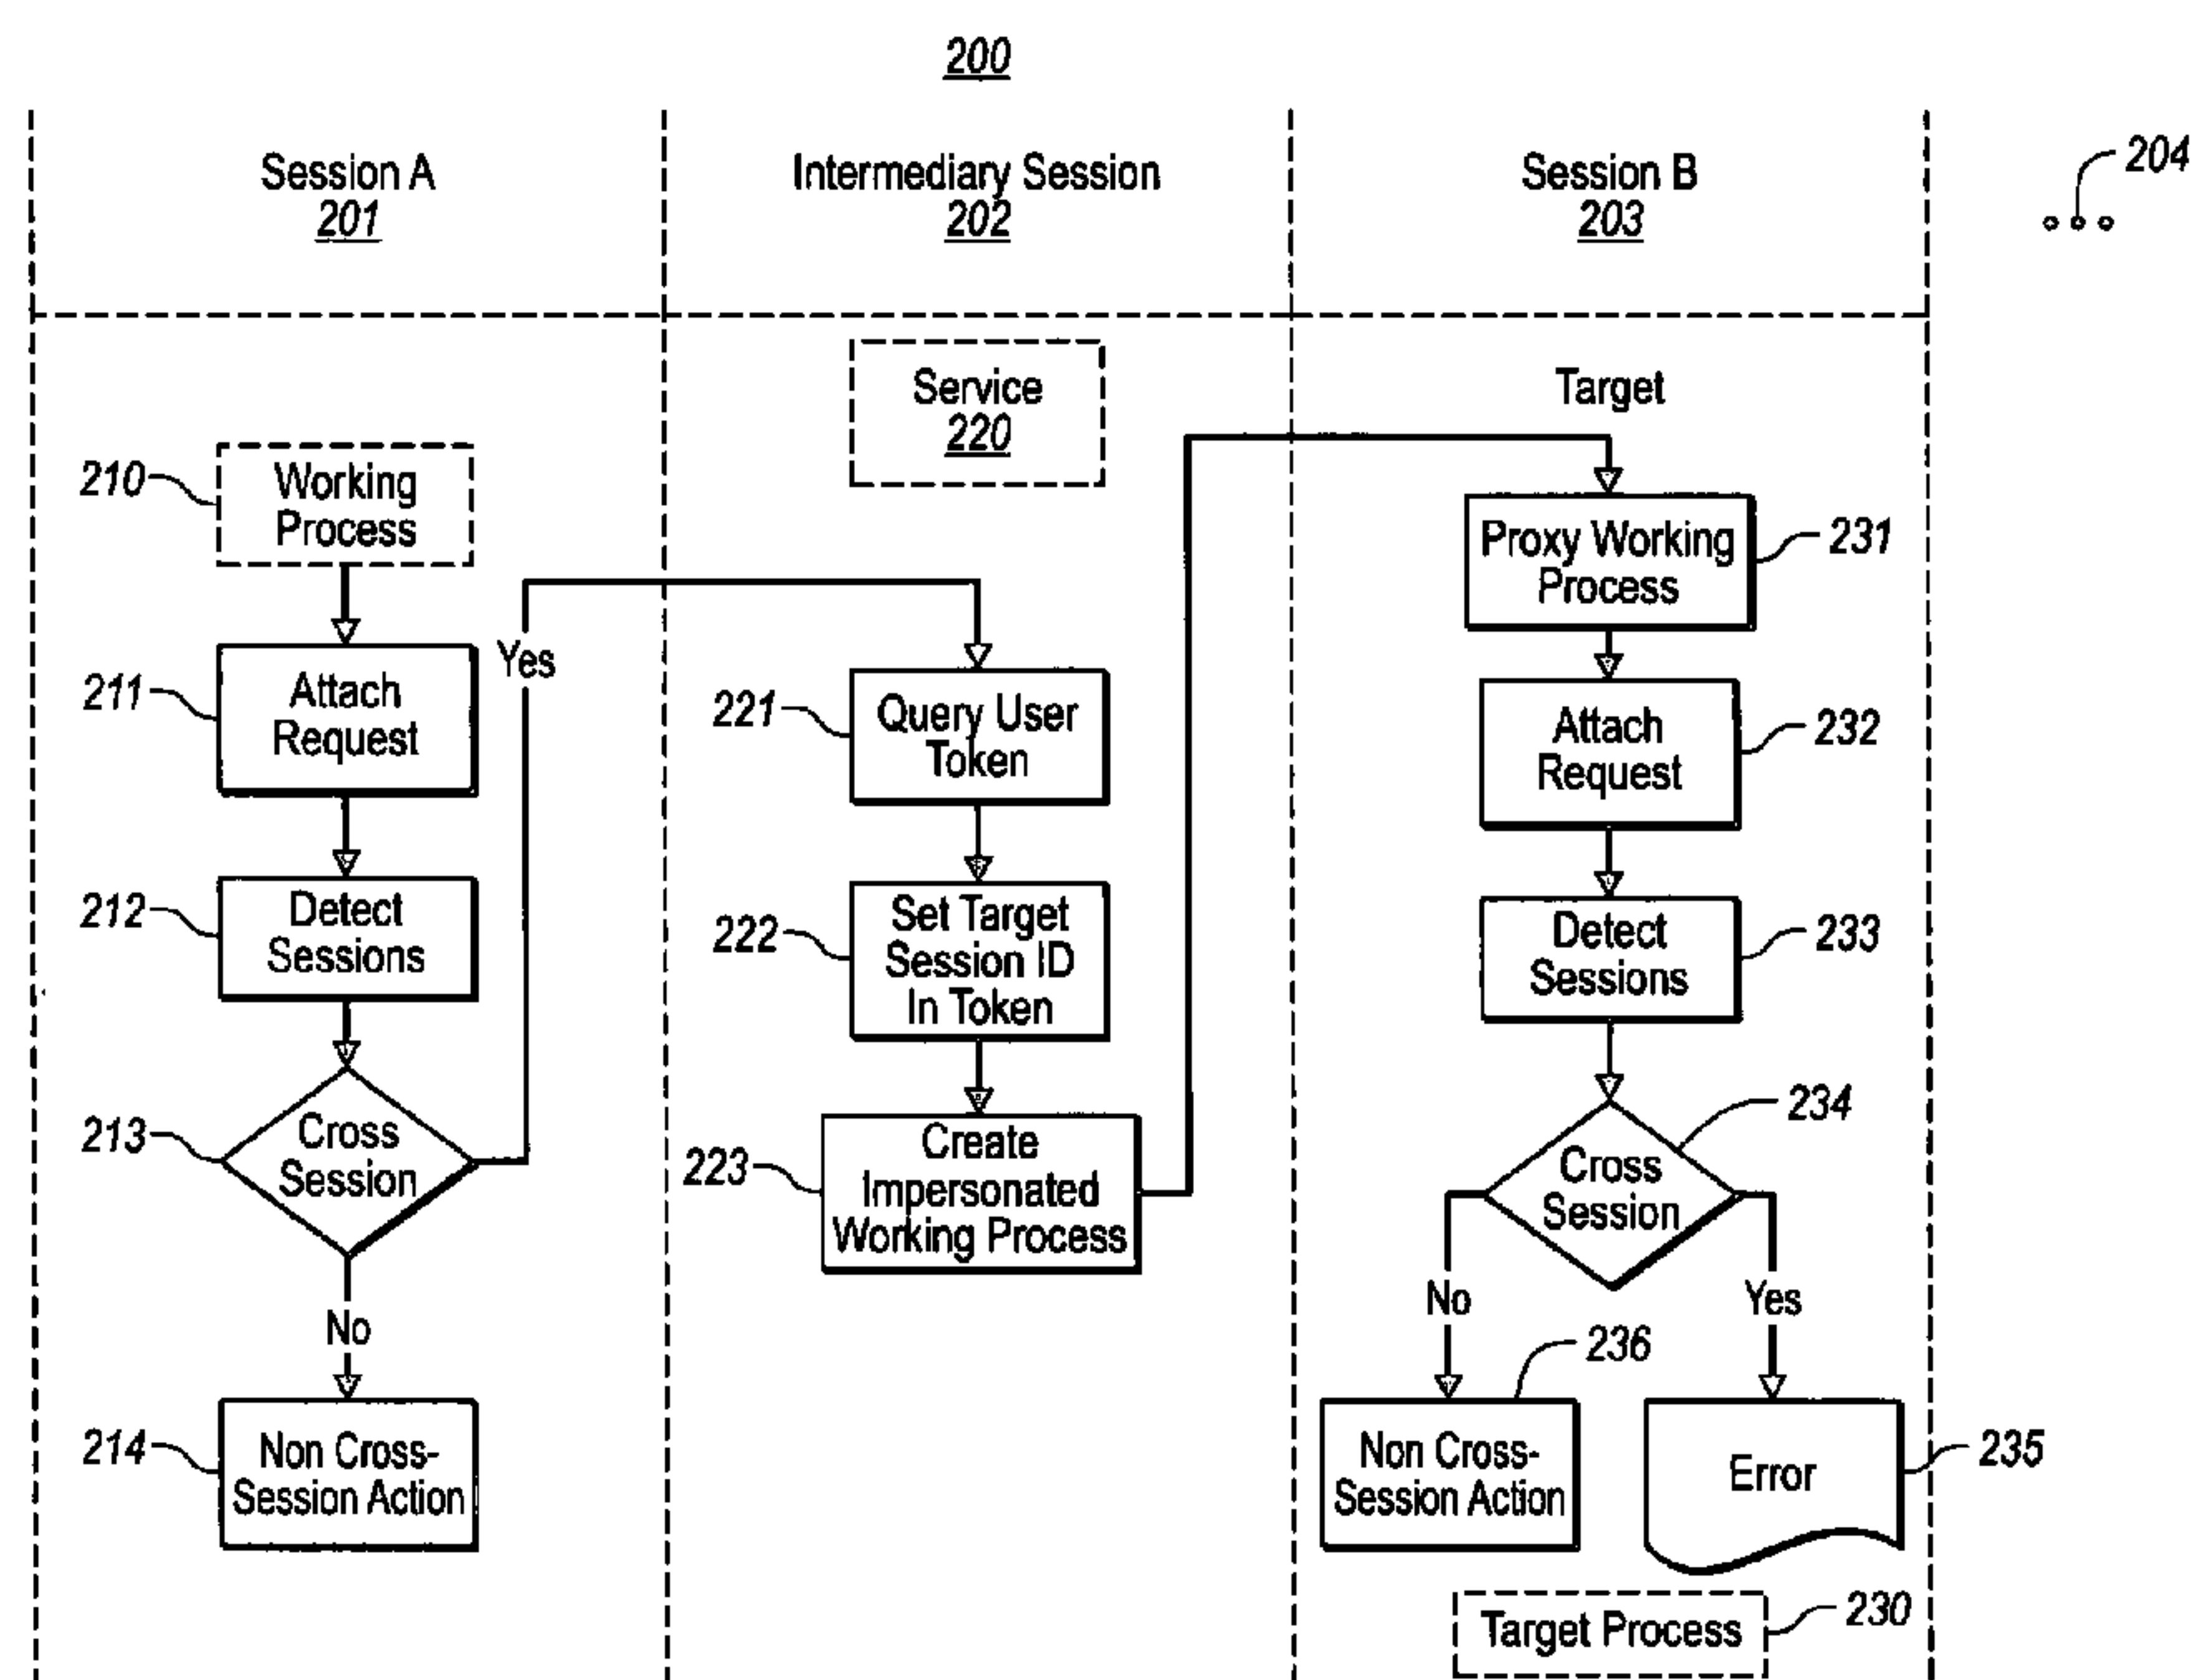 200
Session A
201
Intermediary Session
202
Session B
203
204
Service
220
Target
210
Working
Process
Proxy Working
Process
231
Yes
211
Attach
Request
221
Query User
Token
Attach
Request
232
212
Detect
Sessions
222
Set Target
Session ID
In Token
Detect
Sessions
233
213
Cross
Session
223
Create
Impersonated
Working Process
234
Cross
Session
No
No
Yes
236
214
Non Cross-
Session Action
Non Cross-
Session Action
Error
235
Target Process
230